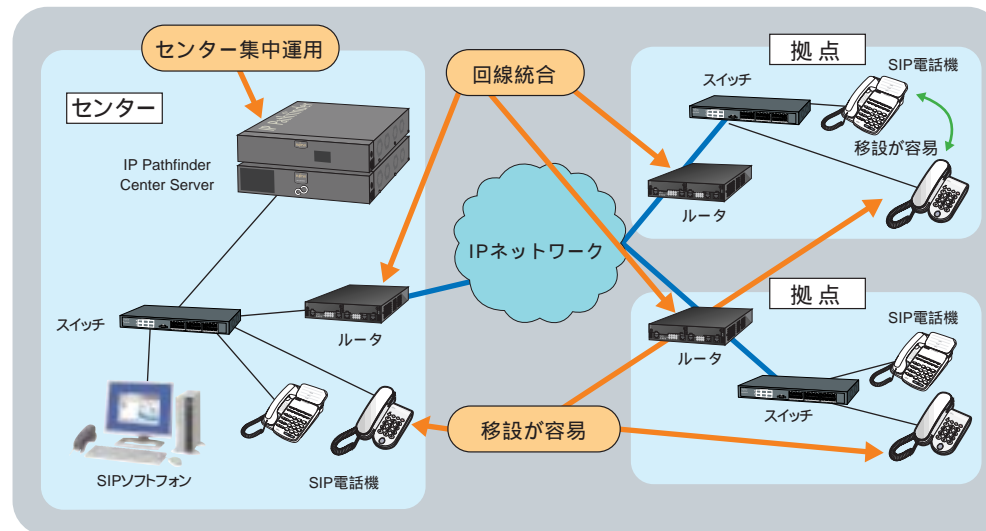 センター集中運用
センター
IP Pathfinder
IP Pathfinder
Center Server
スイッチ
ルータ
SIPソフトフォン
SIP電話機
回線統合
IPネットワーク
移設が容易
拠点
スイッチ
SIP電話機
移設が容易
ルータ
拠点
SIP電話機
ルータ
スイッチ